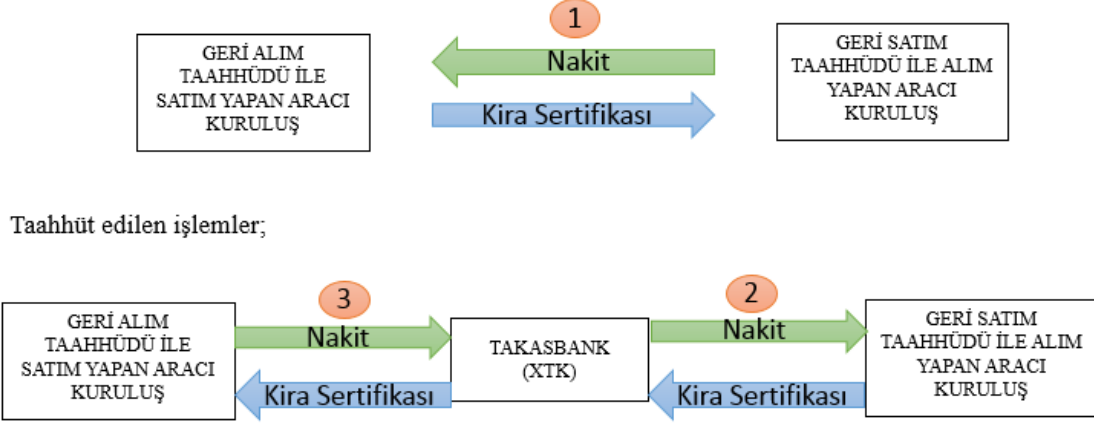 1
GERİ ALIM
TAAHHÜDÜ İLE
SATIM YAPAN ARACI
KURULUŞ
Nakit
Kira Sertifikası
GERİ SATIM
TAAHHÜDÜ İLE ALIM
YAPAN ARACI
KURULUŞ
Taahhüt edilen işlemler;
GERİ ALIM
TAAHHÜDÜ İLE
SATIM YAPAN ARACI
KURULUŞ
3
Nakit
Kira Sertifikası
TAKASBANK
(XTK)
2
Nakit
Kira Sertifikası
GERİ SATIM
TAAHHÜDÜ İLE ALIM
YAPAN ARACI
KURULUŞ